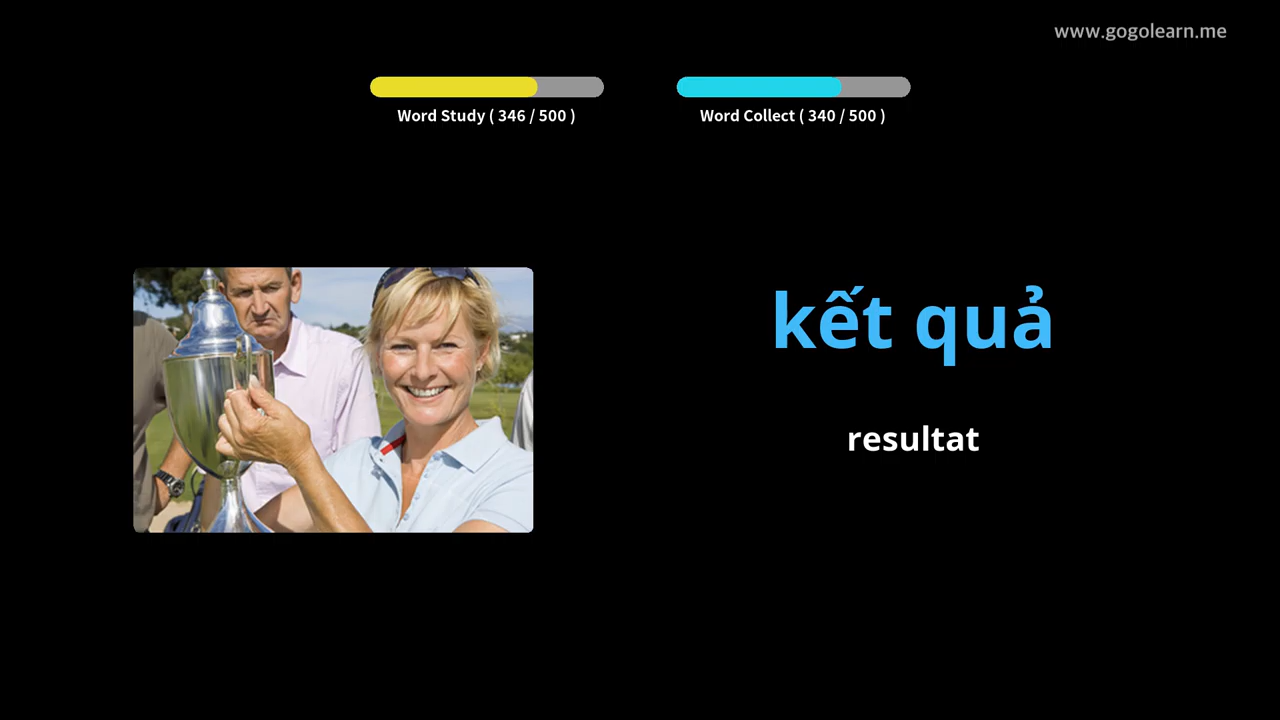 www.gogolearn.me
Word Study ( 346 / 500 )
Word Collect ( 340 / 500 )
kết quả
resultat